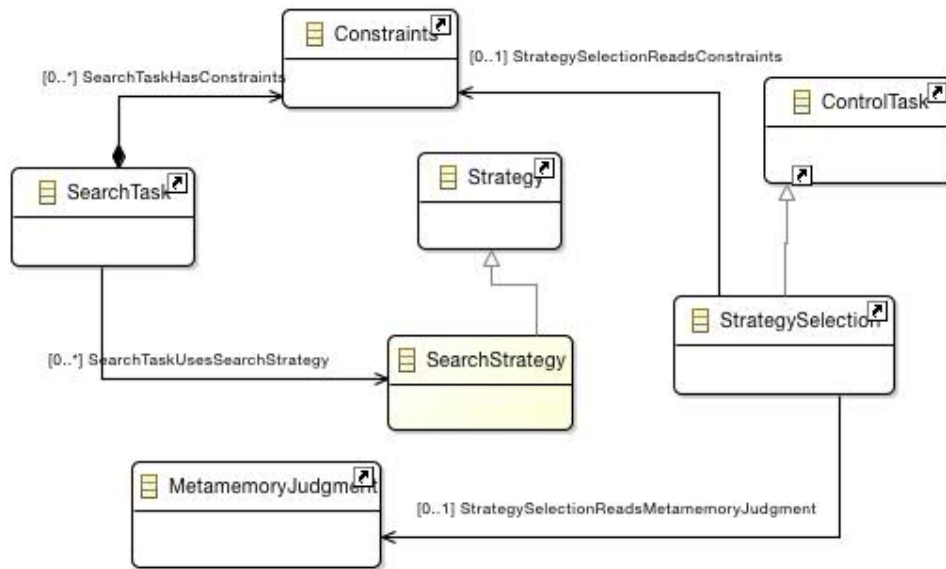 Constraints
[0..*] SearchTaskHasConstraints
[0..1] StrategySelectionReadsConstraints
ControlTask
Strategy
SearchTask
StrategySelection
[0..*] SearchTaskUsesSearchStrategy
SearchStrategy
MetamemoryJudgment
[0..1] StrategySelectionReadsMetamemoryJudgment